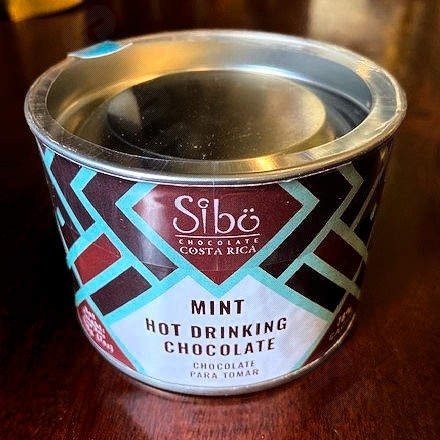 Sibö
CHOCOLATE
COSTA RICA
MINT
HOT DRINKING
CHOCOLATE
CHOCOLATE
PARA TOMAR